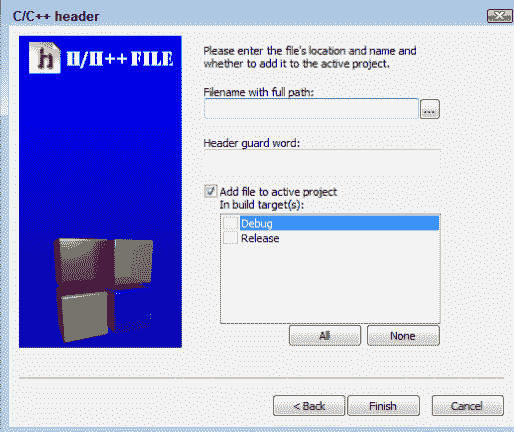 C/C++ header
h H/H++ FILE
Please enter the file's location and name and
whether to add it to the active project.
Filename with full path:
...
Header guard word:
Add file to active project
In build target(s):
Debug
Release
All None
< Back Finish Cancel